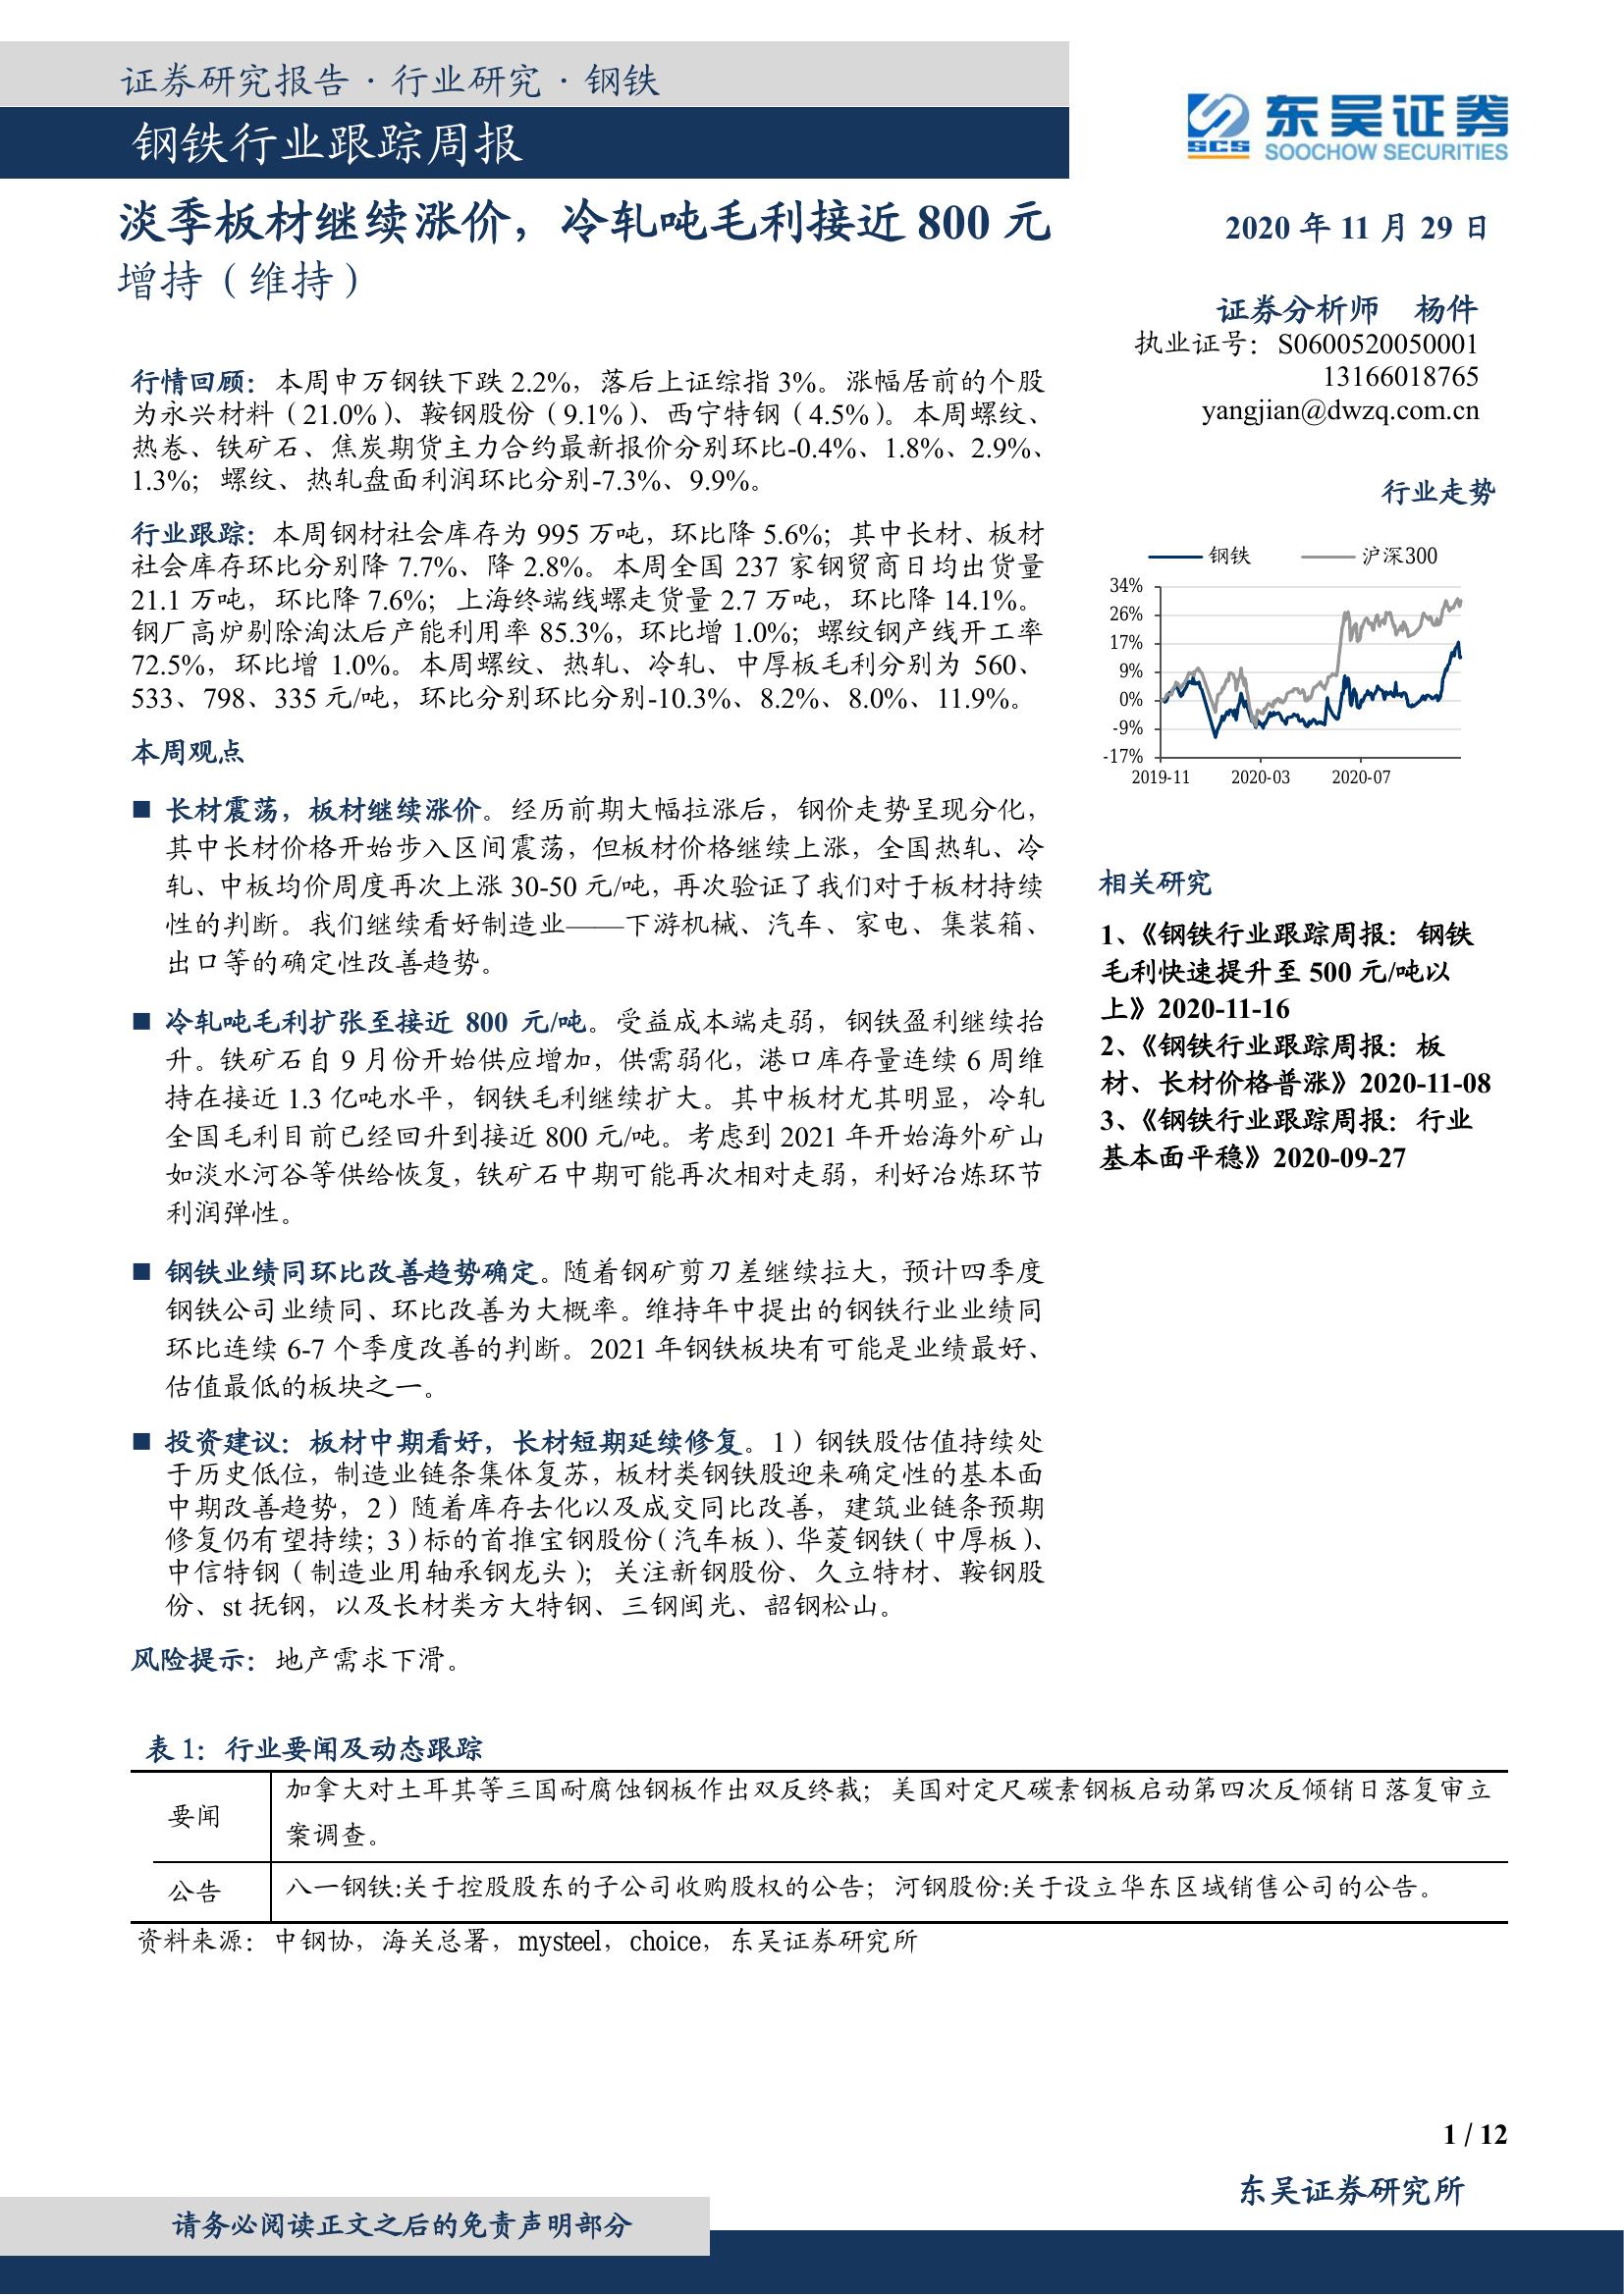 证券研究报告 · 行业研究 · 钢铁
钢铁行业跟踪周报
东吴证券
SCS
SOOCHOW SECURITIES
淡季板材继续涨价，冷轧吨毛利接近 800 元
增持（维持）
2020 年 11 月 29 日
证券分析师 杨件
执业证号：S0600520050001
13166018765
yangjian@dwzq.com.cn
行情回顾：本周申万钢铁下跌 2.2%，落后上证综指 3%。涨幅居前的个股
为永兴材料（21.0%）、鞍钢股份（9.1%）、西宁特钢（4.5%）。本周螺纹、
热卷、铁矿石、焦炭期货主力合约最新报价分别环比-0.4%、1.8%、2.9%、
1.3%；螺纹、热轧盘面利润环比分别-7.3%、9.9%。
行业跟踪：本周钢材社会库存为 995 万吨，环比降 5.6%；其中长材、板材
社会库存环比分别降 7.7%、降 2.8%。本周全国 237 家钢贸商日均出货量
21.1 万吨，环比降 7.6%；上海终端线螺走货量 2.7 万吨，环比降 14.1%。
钢厂高炉剔除淘汰后产能利用率 85.3%，环比增 1.0%；螺纹钢产线开工率
72.5%，环比增 1.0%。本周螺纹、热轧、冷轧、中厚板毛利分别为 560、
533、798、335 元/吨，环比分别环比分别-10.3%、8.2%、8.0%、11.9%。
本周观点
■ 长材震荡，板材继续涨价。经历前期大幅拉涨后，钢价走势呈现分化，
其中长材价格开始步入区间震荡，但板材价格继续上涨，全国热轧、冷
轧、中板均价周度再次上涨 30-50 元/吨，再次验证了我们对于板材持续
性的判断。我们继续看好制造业——下游机械、汽车、家电、集装箱、
出口等的确定性改善趋势。
■ 冷轧吨毛利扩张至接近 800 元/吨。受益成本端走弱，钢铁盈利继续抬
升。铁矿石自 9 月份开始供应增加，供需弱化，港口库存量连续 6 周维
持在接近 1.3 亿吨水平，钢铁毛利继续扩大。其中板材尤其明显，冷轧
全国毛利目前已经回升到接近 800 元/吨。考虑到 2021 年开始海外矿山
如淡水河谷等供给恢复，铁矿石中期可能再次相对走弱，利好冶炼环节
利润弹性。
■ 钢铁业绩同环比改善趋势确定。随着钢矿剪刀差继续拉大，预计四季度
钢铁公司业绩同、环比改善为大概率。维持年中提出的钢铁行业业绩同
环比连续 6-7 个季度改善的判断。2021 年钢铁板块有可能是业绩最好、
估值最低的板块之一。
■ 投资建议：板材中期看好，长材短期延续修复。1）钢铁股估值持续处
于历史低位，制造业链条集体复苏，板材类钢铁股迎来确定性的基本面
中期改善趋势，2）随着库存去化以及成交同比改善，建筑业链条预期
修复仍有望持续；3）标的首推宝钢股份（汽车板）、华菱钢铁（中厚板）、
中信特钢（制造业用轴承钢龙头）；关注新钢股份、久立特材、鞍钢股
份、st 抚钢，以及长材类方大特钢、三钢闽光、韶钢松山。
风险提示：地产需求下滑。
行业走势
钢铁 沪深300
34%
26%
17%
9%
0%
-9%
-17%
2019-11 2020-03 2020-07
相关研究
1、《钢铁行业跟踪周报：钢铁
毛利快速提升至 500 元/吨以
上》2020-11-16
2、《钢铁行业跟踪周报：板
材、长材价格普涨》2020-11-08
3、《钢铁行业跟踪周报：行业
基本面平稳》2020-09-27
表 1：行业要闻及动态跟踪
要闻
加拿大对土耳其等三国耐腐蚀钢板作出双反终裁；美国对定尺碳素钢板启动第四次反倾销日落复审立
案调查。
公告
八一钢铁:关于控股股东的子公司收购股权的公告；河钢股份:关于设立华东区域销售公司的公告。
资料来源：中钢协，海关总署，mysteel，choice，东吴证券研究所
1 / 12
东吴证券研究所
请务必阅读正文之后的免责声明部分